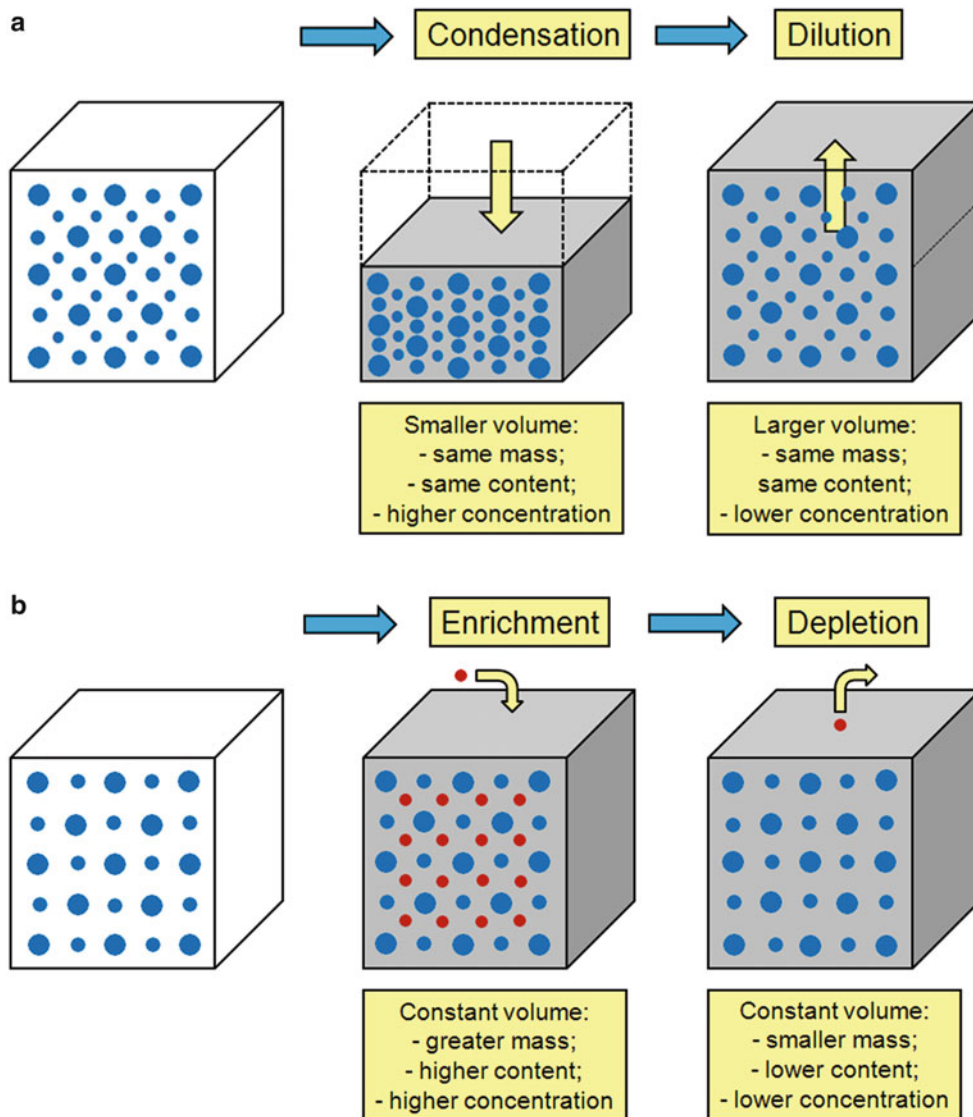 a
Condensation
Dilution
Smaller volume:
- same mass;
- same content;
- higher concentration
Larger volume:
- same mass;
same content;
- lower concentration
b
Enrichment
Depletion
Constant volume:
- greater mass;
- higher content;
- higher concentration
Constant volume:
- smaller mass;
- lower content;
- lower concentration